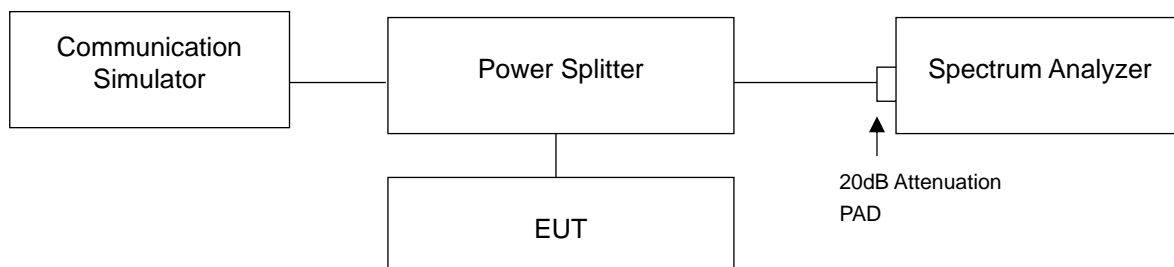 Communication
Simulator
Power Splitter
Spectrum Analyzer
20dB Attenuation
PAD
EUT